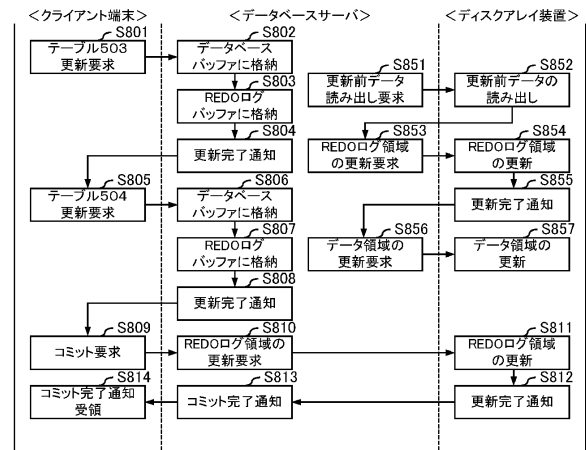 ＜クライアント端末＞
＜データベースサーバ＞
＜ディスクアレイ装置＞
S801
テーブル503
更新要求
S802
データベース
バッファに格納
S803
REDOログ
バッファに格納
S804
更新完了通知
S851
更新前データ
読み出し要求
S852
更新前データの
読み出し
S853
REDOログ領域
の更新要求
S854
REDOログ領域
の更新
S855
更新完了通知
S805
テーブル504
更新要求
S806
データベース
バッファに格納
S807
REDOログ
バッファに格納
S808
更新完了通知
S856
データ領域の
更新要求
S857
データ領域の
更新
S809
コミット要求
S810
REDOログ領域の
更新要求
S811
REDOログ領域
の更新
S812
更新完了通知
S813
コミット完了通知
S814
コミット完了通知
受領